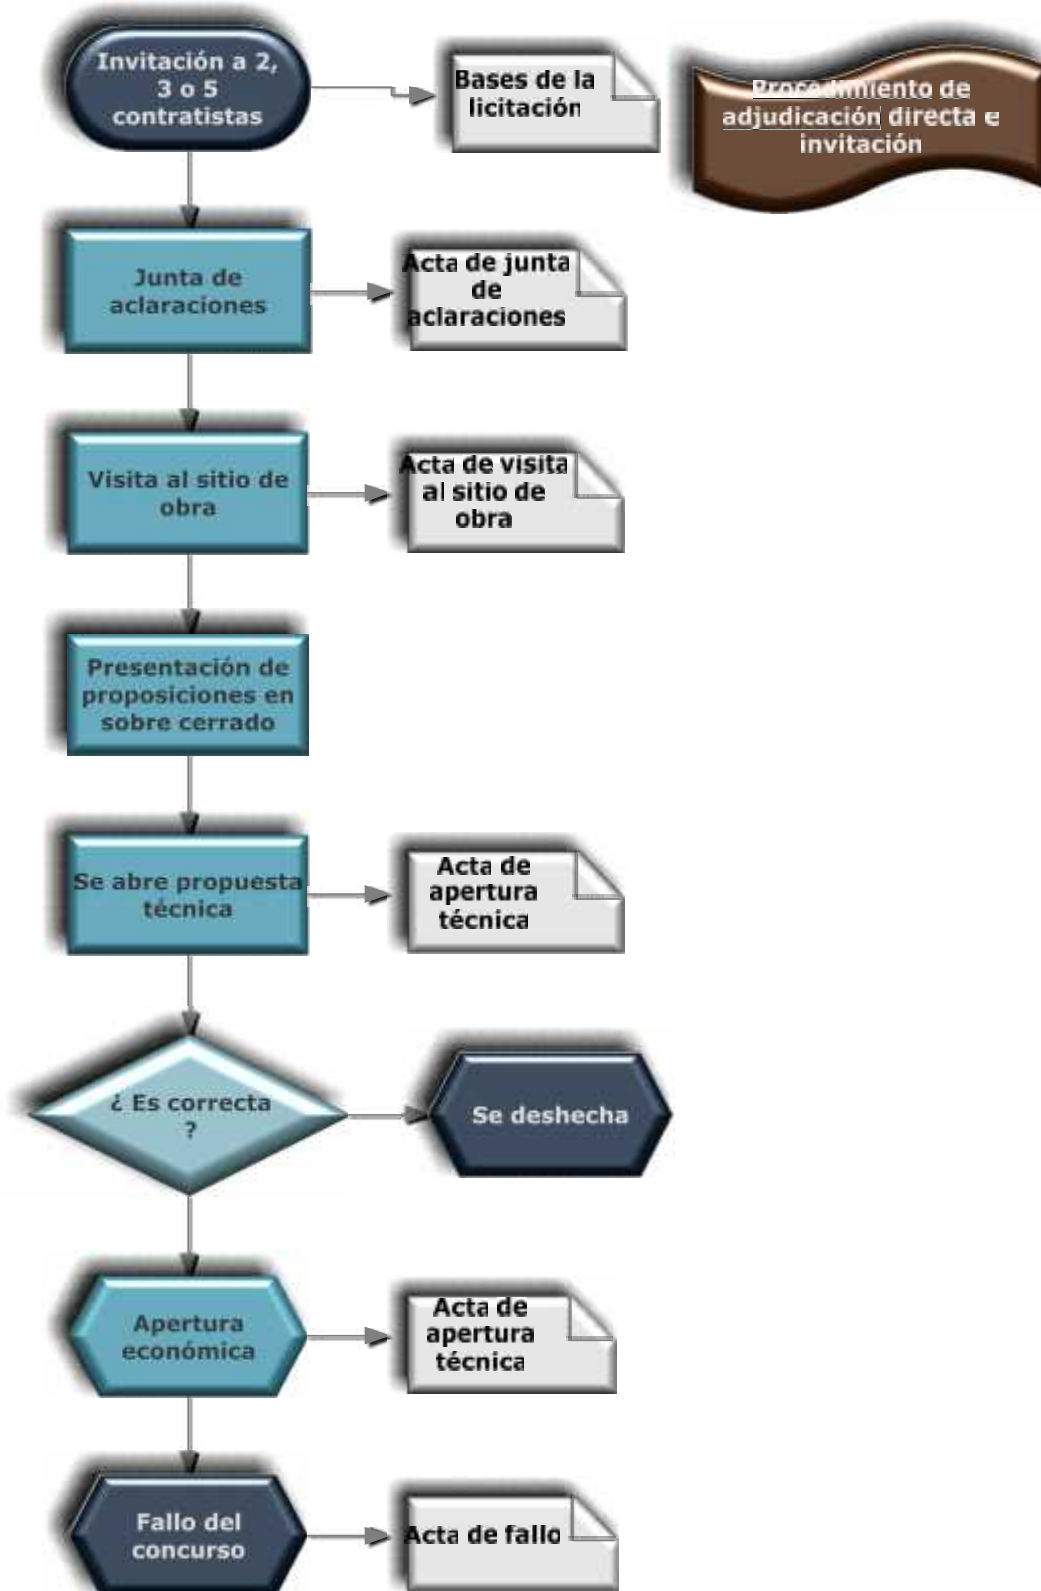 Invitación a 2,
3 o 5
contratistas
Bases de la
licitación
Procedimiento de
adjudicación directa e
invitación
Junta de
aclaraciones
Acta de junta
de
aclaraciones
Visita al sitio de
obra
Acta de visita
al sitio de
obra
Presentación de
proposiciones en
sobre cerrado
Se abre propuesta
técnica
Acta de
apertura
técnica
¿ Es correcta
?
Se deshecha
Apertura
económica
Acta de
apertura
técnica
Fallo del
concurso
Acta de fallo